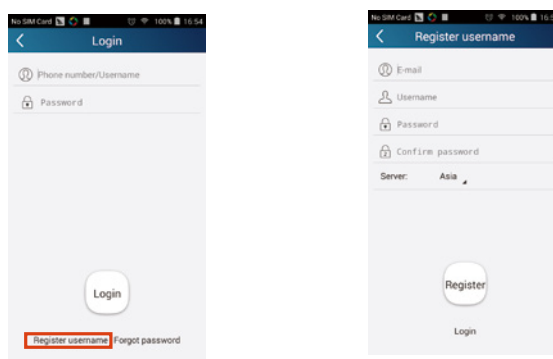 No SIM Card 100% 16:54
Login
Phone number/Username
Password
Login
Register username Forgot password
No SIM Card 100%
Register username
E-mail
Username
Password
Confirm password
Server: Asia
Register
Login